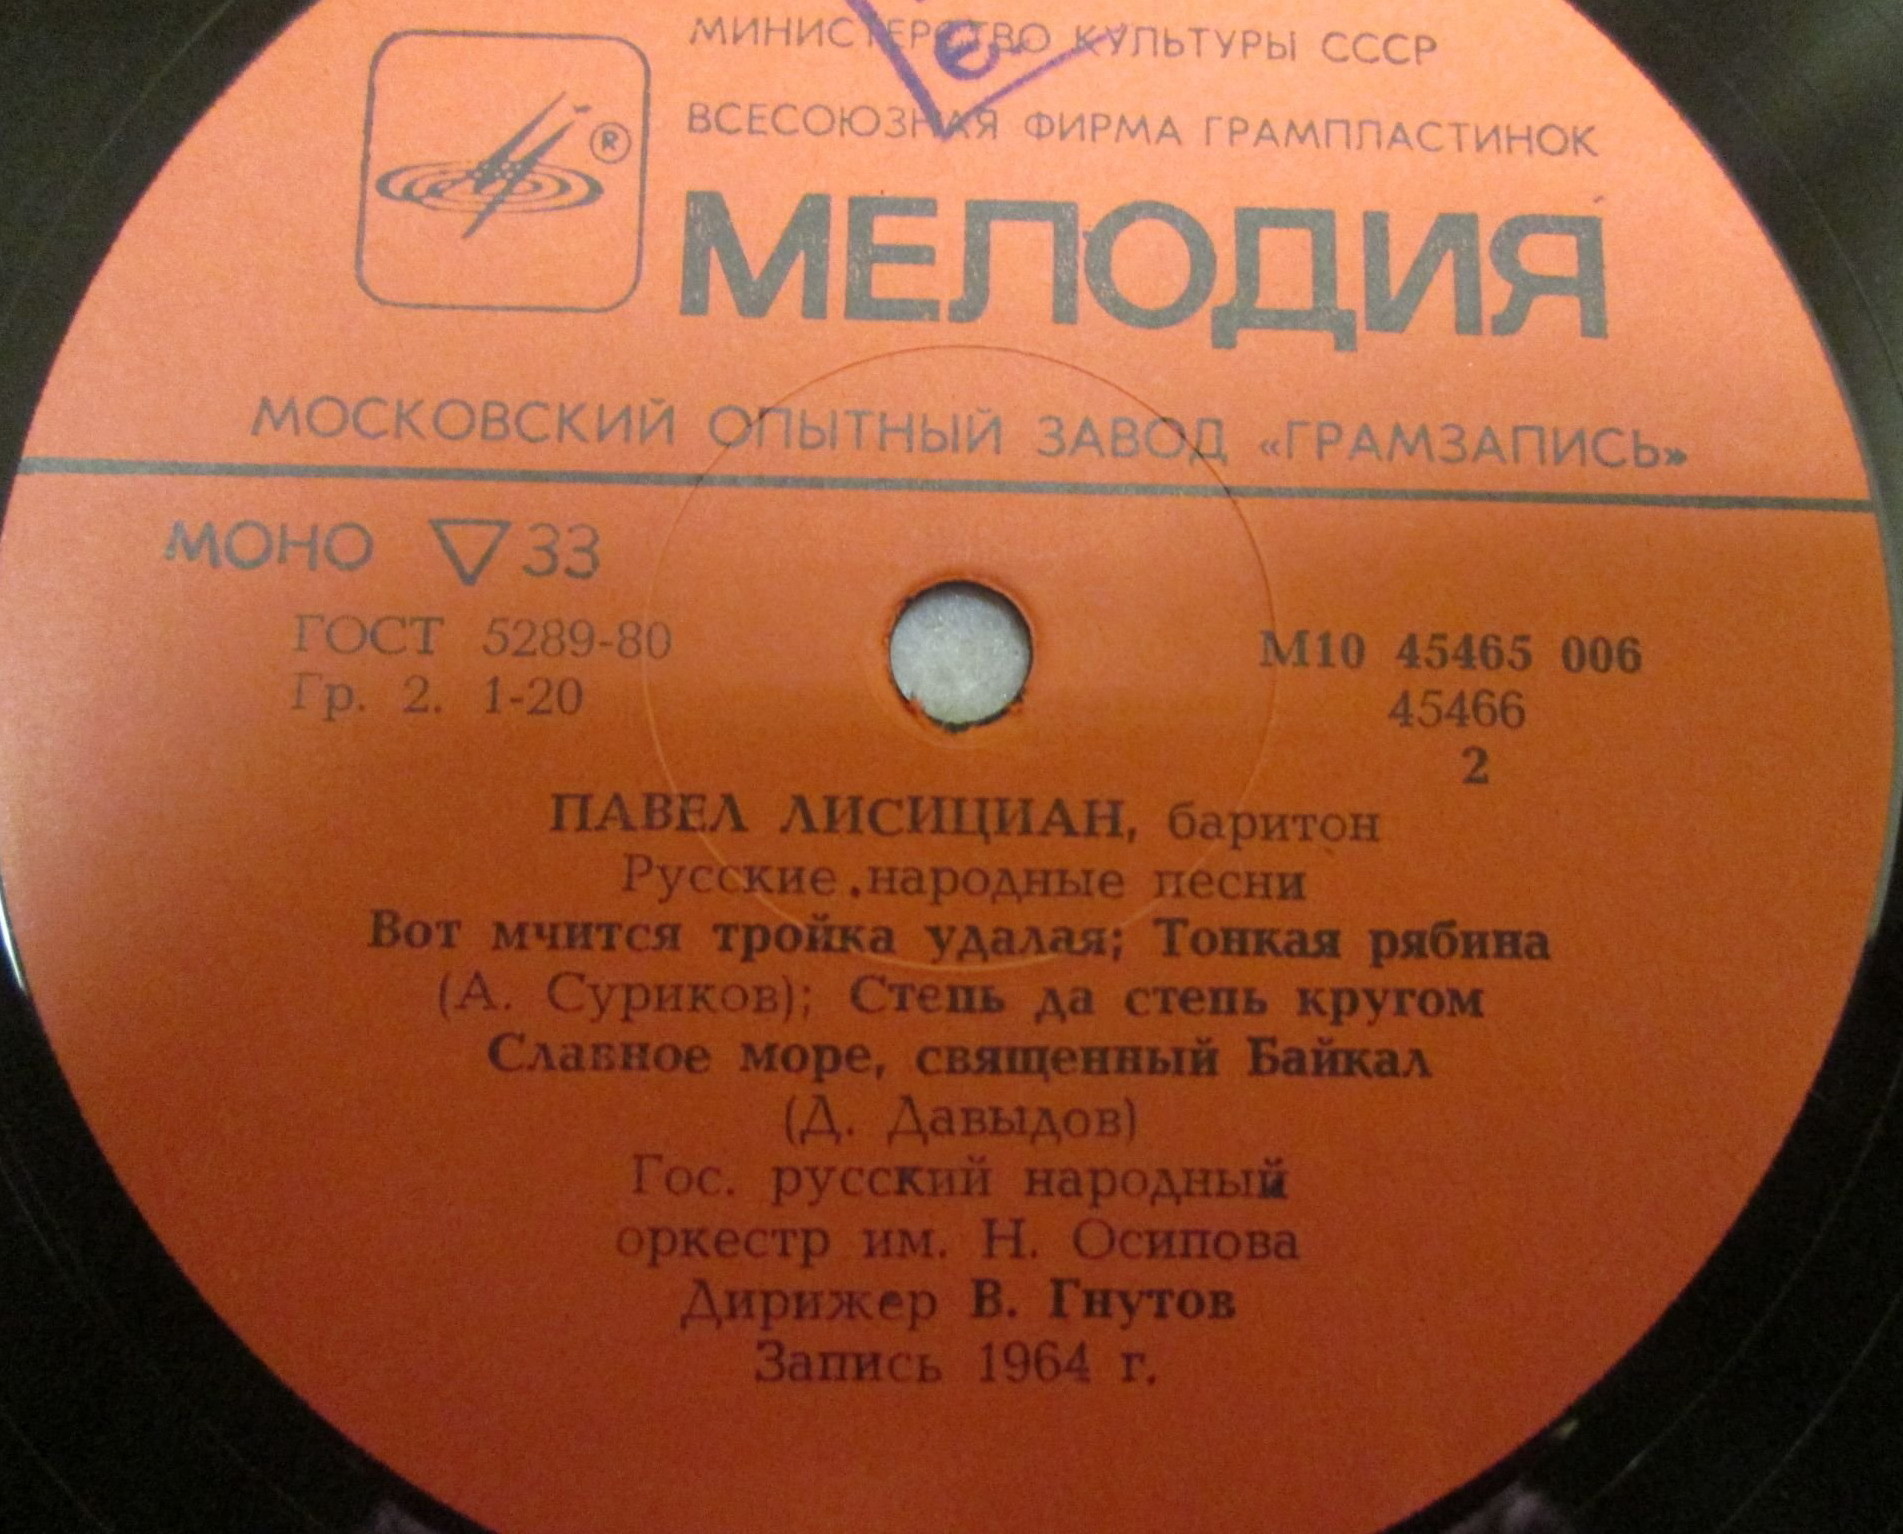 МИНИСТЕРСТВО КУЛЬТУРЫ СССР
ВСЕСОЮЗНАЯ ФИРМА ГРАМПЛАСТИНОК
®
МЕЛОДИЯ
МОСКОВСКИЙ ОПЫТНЫЙ ЗАВОД «ГРАМЗАПИСЬ»
МОНО ▽ 33
ГОСТ 5289-80
Гр. 2. 1-20
М10 45465 006
45466
2
ПАВЕЛ ЛИСИЦИАН, баритон
Русские народные песни
Вот мчится тройка удалая; Тонкая рябина
(А. Суриков); Степь да степь кругом
Славное море, священный Байкал
(Д. Давыдов)
Гос. русский народный
оркестр им. Н. Осипова
Дирижер В. Гнутов
Запись 1964 г.